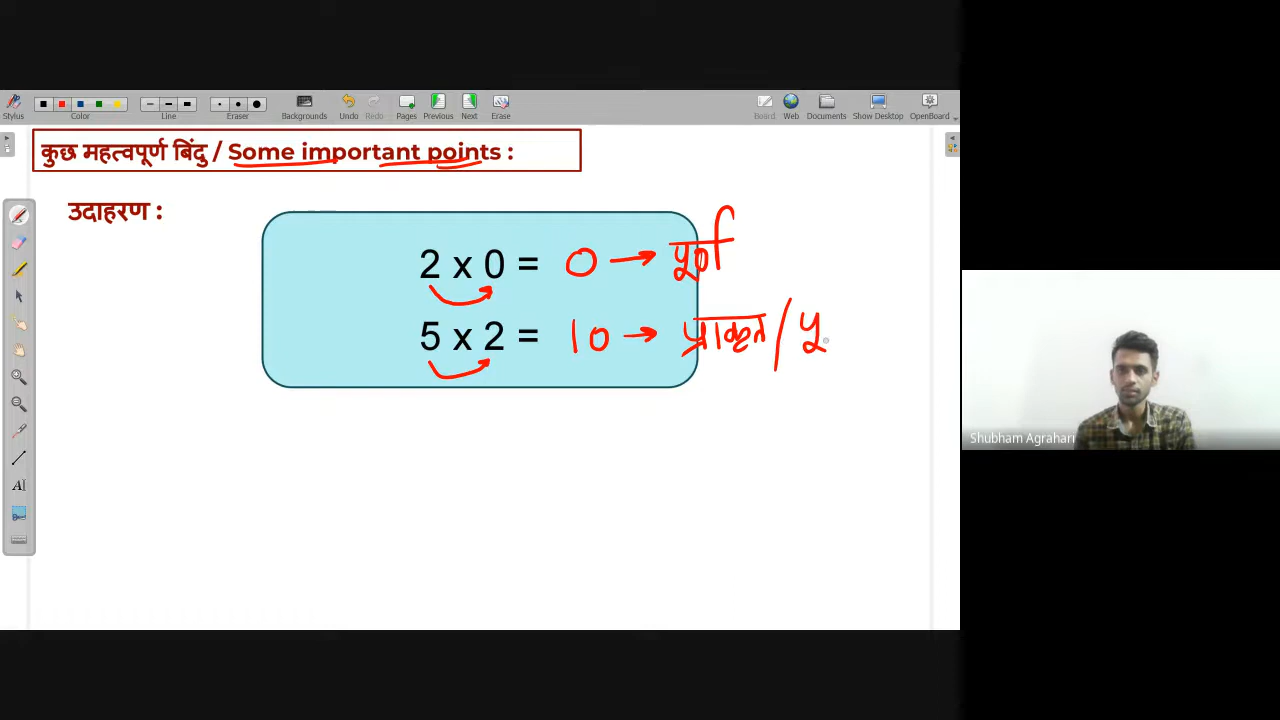 Stylus Color Line Eraser Backgrounds Undo Redo Pages Previous Next Erase Board Web Documents Show Desktop OpenBoard
कुछ महत्वपूर्ण बिंदु / Some important points :
उदाहरण :
2 x 0 = 0 → पूर्ण
5 x 2 = 10 → प्राकृत / पू
Shubham Agrahari